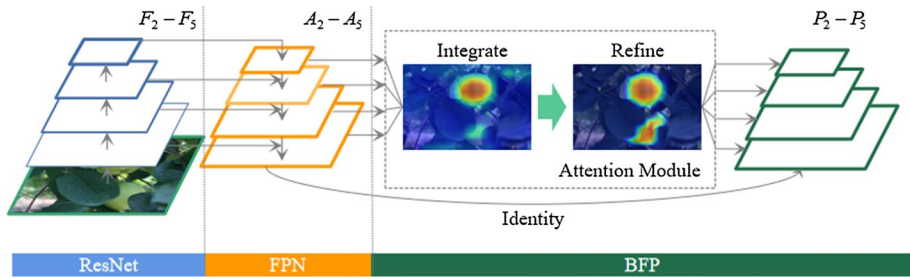 F₂ – F₅
A₂ – A₅
P₂ – P₅
Integrate
Refine
Attention Module
Identity
ResNet
FPN
BFP